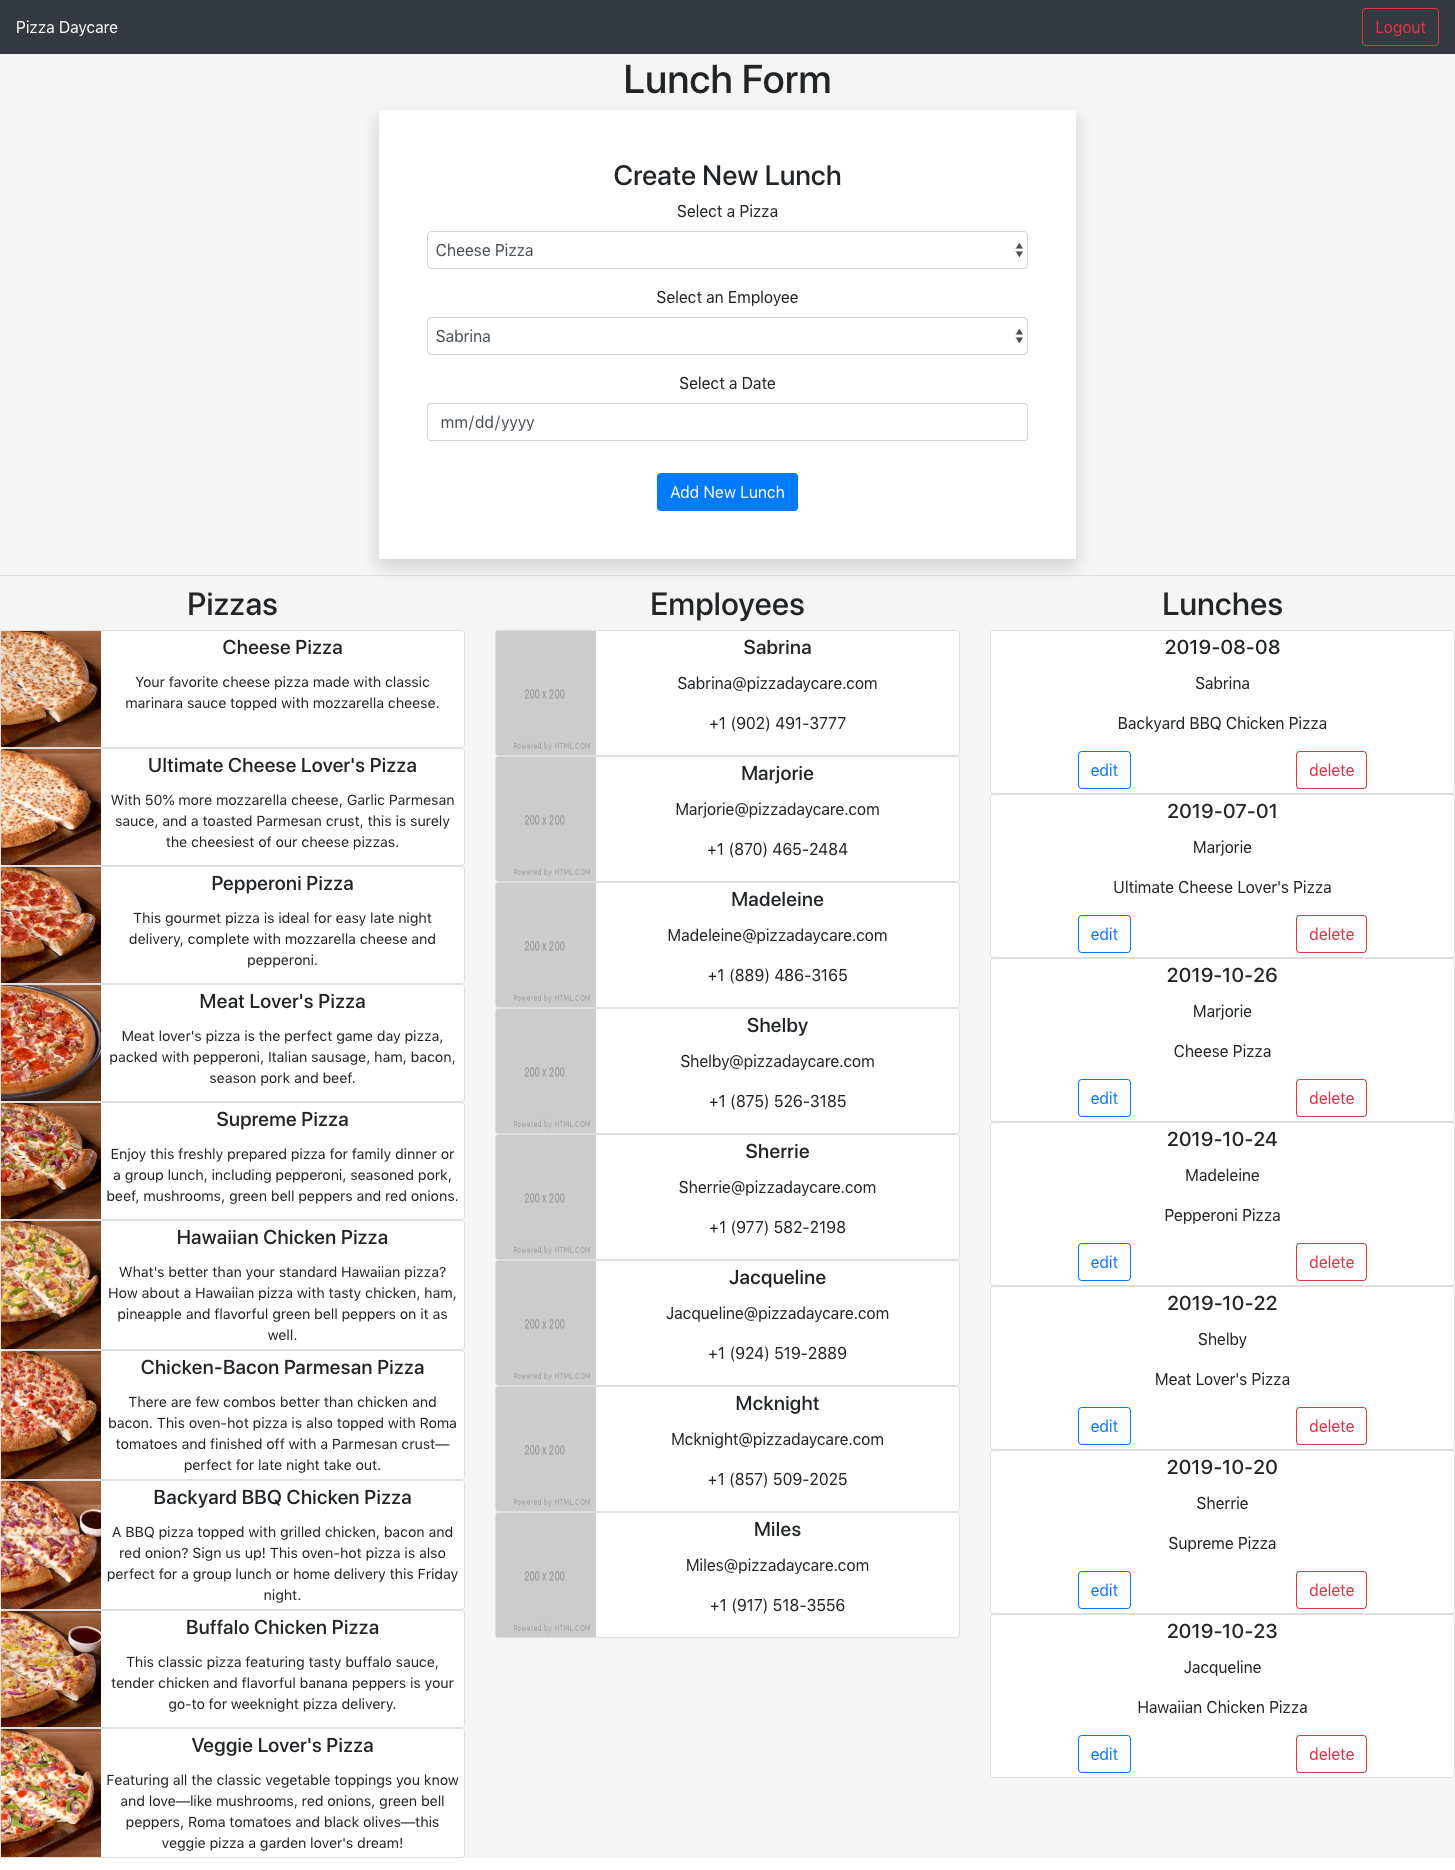 Pizza Daycare
Logout
Lunch Form
Create New Lunch
Select a Pizza
Cheese Pizza
Select an Employee
Sabrina
Select a Date
mm/dd/yyyy
Add New Lunch
Pizzas
Cheese Pizza
Your favorite cheese pizza made with classic
marinara sauce topped with mozzarella cheese.
Ultimate Cheese Lover's Pizza
With 50% more mozzarella cheese, Garlic Parmesan
sauce, and a toasted Parmesan crust, this is surely
the cheesiest of our cheese pizzas.
Pepperoni Pizza
This gourmet pizza is ideal for easy late night
delivery, complete with mozzarella cheese and
pepperoni.
Meat Lover's Pizza
Meat lover's pizza is the perfect game day pizza,
packed with pepperoni, Italian sausage, ham, bacon,
season pork and beef.
Supreme Pizza
Enjoy this freshly prepared pizza for family dinner or
a group lunch, including pepperoni, seasoned pork,
beef, mushrooms, green bell peppers and red onions.
Hawaiian Chicken Pizza
What's better than your standard Hawaiian pizza?
How about a Hawaiian pizza with tasty chicken, ham,
pineapple and flavorful green bell peppers on it as
well.
Chicken-Bacon Parmesan Pizza
There are few combos better than chicken and
bacon. This oven-hot pizza is also topped with Roma
tomatoes and finished off with a Parmesan crust—
perfect for late night take out.
Backyard BBQ Chicken Pizza
A BBQ pizza topped with grilled chicken, bacon and
red onion? Sign us up! This oven-hot pizza is also
perfect for a group lunch or home delivery this Friday
night.
Buffalo Chicken Pizza
This classic pizza featuring tasty buffalo sauce,
tender chicken and flavorful banana peppers is your
go-to for weeknight pizza delivery.
Veggie Lover's Pizza
Featuring all the classic vegetable toppings you know
and love—like mushrooms, red onions, green bell
peppers, Roma tomatoes and black olives—this
veggie pizza a garden lover's dream!
Employees
200 x 200
Powered by HTML.COM
Sabrina
Sabrina@pizzadaycare.com
+1 (902) 491-3777
200 x 200
Powered by HTML.COM
Marjorie
Marjorie@pizzadaycare.com
+1 (870) 465-2484
200 x 200
Powered by HTML.COM
Madeleine
Madeleine@pizzadaycare.com
+1 (889) 486-3165
200 x 200
Powered by HTML.COM
Shelby
Shelby@pizzadaycare.com
+1 (875) 526-3185
200 x 200
Powered by HTML.COM
Sherrie
Sherrie@pizzadaycare.com
+1 (977) 582-2198
200 x 200
Powered by HTML.COM
Jacqueline
Jacqueline@pizzadaycare.com
+1 (924) 519-2889
200 x 200
Powered by HTML.COM
Mcknight
Mcknight@pizzadaycare.com
+1 (857) 509-2025
200 x 200
Powered by HTML.COM
Miles
Miles@pizzadaycare.com
+1 (917) 518-3556
Lunches
2019-08-08
Sabrina
Backyard BBQ Chicken Pizza
edit delete
2019-07-01
Marjorie
Ultimate Cheese Lover's Pizza
edit delete
2019-10-26
Marjorie
Cheese Pizza
edit delete
2019-10-24
Madeleine
Pepperoni Pizza
edit delete
2019-10-22
Shelby
Meat Lover's Pizza
edit delete
2019-10-20
Sherrie
Supreme Pizza
edit delete
2019-10-23
Jacqueline
Hawaiian Chicken Pizza
edit delete